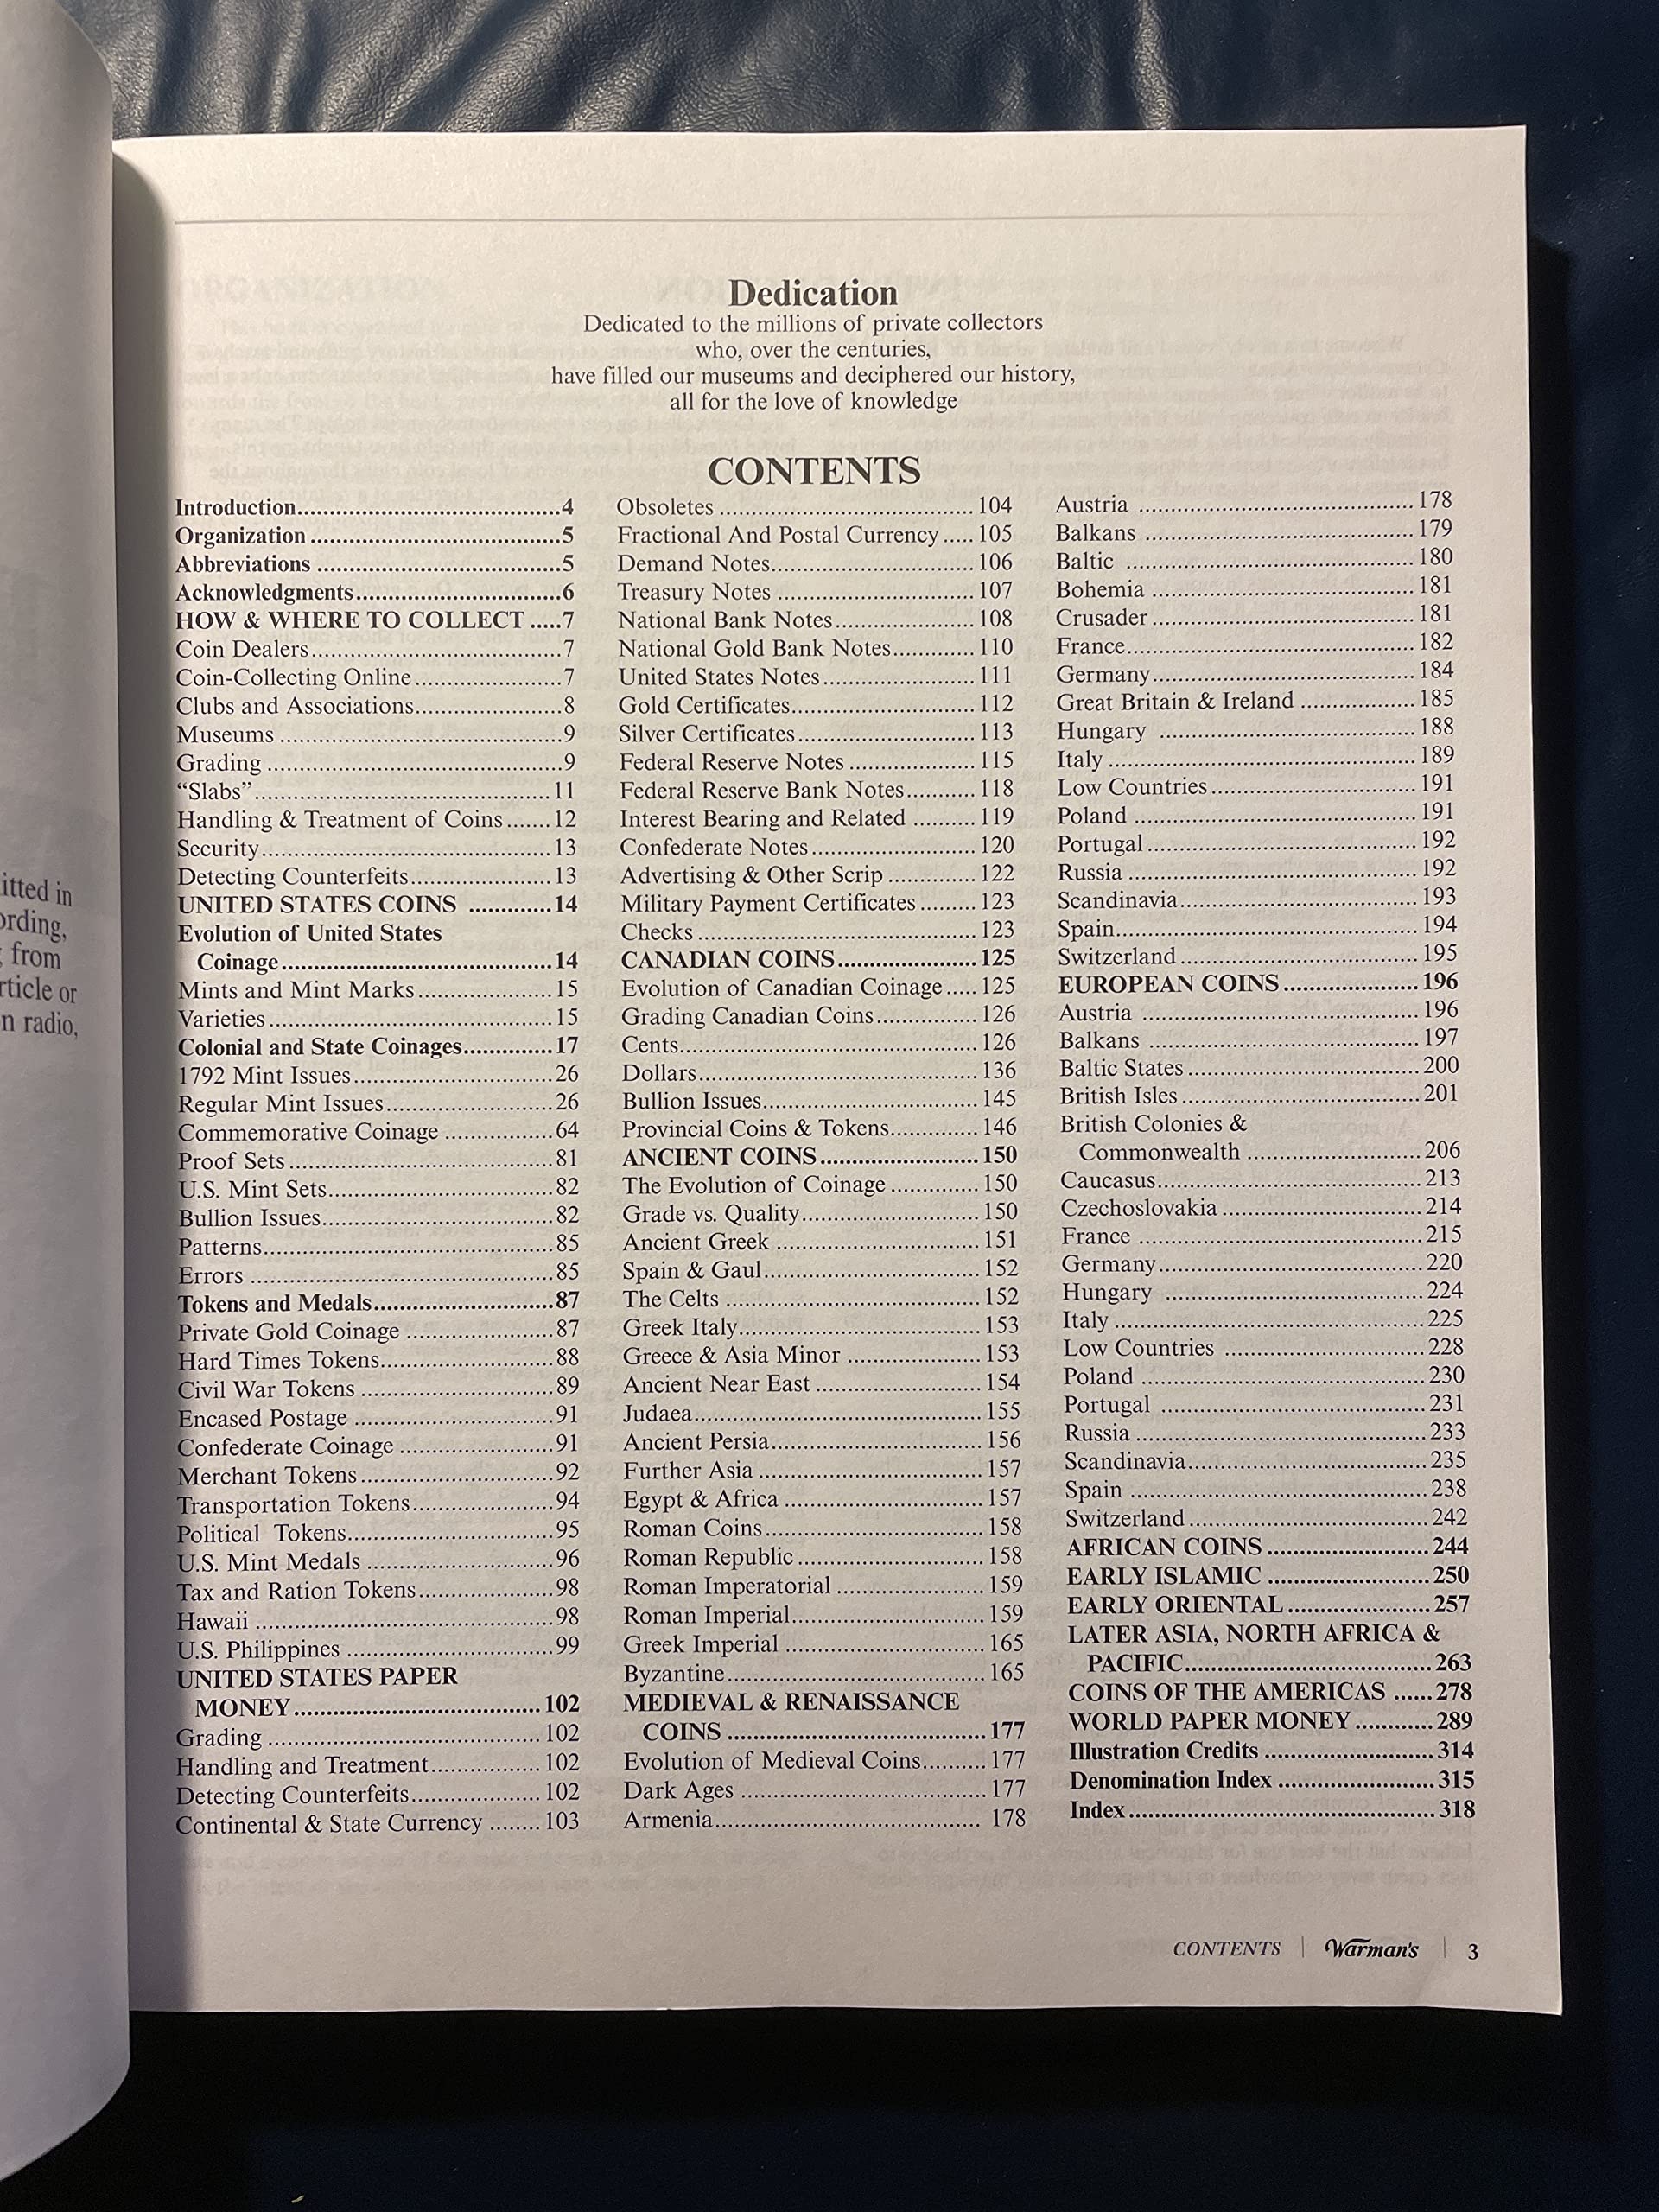 itted in
ording,
from
rticle or
n radio,
Dedication
Dedicated to the millions of private collectors
who, over the centuries,
have filled our museums and deciphered our history,
all for the love of knowledge
CONTENTS
Introduction....................................4
Organization ...................................5
Abbreviations ..................................5
Acknowledgments.............................6
HOW & WHERE TO COLLECT .....7
Coin Dealers...................................7
Coin-Collecting Online.....................7
Clubs and Associations.....................8
Museums ........................................9
Grading ..........................................9
“Slabs”..........................................11
Handling & Treatment of Coins.......12
Security.........................................13
Detecting Counterfeits....................13
UNITED STATES COINS .............14
Evolution of United States
Coinage......................................14
Mints and Mint Marks....................15
Varieties........................................15
Colonial and State Coinages.............17
1792 Mint Issues.............................26
Regular Mint Issues........................26
Commemorative Coinage ................64
Proof Sets......................................81
U.S. Mint Sets................................82
Bullion Issues.................................82
Patterns.........................................85
Errors ...........................................85
Tokens and Medals..........................87
Private Gold Coinage ......................87
Hard Times Tokens.........................88
Civil War Tokens ............................89
Encased Postage .............................91
Confederate Coinage ......................91
Merchant Tokens............................92
Transportation Tokens....................94
Political Tokens..............................95
U.S. Mint Medals ...........................96
Tax and Ration Tokens....................98
Hawaii ...........................................98
U.S. Philippines ..............................99
UNITED STATES PAPER
MONEY...................................102
Grading .......................................102
Handling and Treatment................102
Detecting Counterfeits...................102
Continental & State Currency ........103
Obsoletes .....................................104
Fractional And Postal Currency.....105
Demand Notes..............................106
Treasury Notes .............................107
National Bank Notes.....................108
National Gold Bank Notes............110
United States Notes......................111
Gold Certificates...........................112
Silver Certificates..........................113
Federal Reserve Notes ..................115
Federal Reserve Bank Notes..........118
Interest Bearing and Related .........119
Confederate Notes........................120
Advertising & Other Scrip .............122
Military Payment Certificates ........123
Checks ........................................123
CANADIAN COINS....................125
Evolution of Canadian Coinage.....125
Grading Canadian Coins...............126
Cents...........................................126
Dollars.........................................136
Bullion Issues...............................145
Provincial Coins & Tokens.............146
ANCIENT COINS.......................150
The Evolution of Coinage .............150
Grade vs. Quality..........................150
Ancient Greek ..............................151
Spain & Gaul................................152
The Celts .....................................152
Greek Italy...................................153
Greece & Asia Minor ....................153
Ancient Near East ........................154
Judaea..........................................155
Ancient Persia..............................156
Further Asia .................................157
Egypt & Africa .............................157
Roman Coins................................158
Roman Republic...........................158
Roman Imperatorial .....................159
Roman Imperial............................159
Greek Imperial .............................165
Byzantine.....................................165
MEDIEVAL & RENAISSANCE
COINS ......................................177
Evolution of Medieval Coins..........177
Dark Ages ....................................177
Armenia....................................... 178
Austria ........................................178
Balkans .......................................179
Baltic ..........................................180
Bohemia ......................................181
Crusader......................................181
France.........................................182
Germany......................................184
Great Britain & Ireland .................185
Hungary ......................................188
Italy ............................................189
Low Countries..............................191
Poland .........................................191
Portugal.......................................192
Russia .........................................192
Scandinavia..................................193
Spain...........................................194
Switzerland..................................195
EUROPEAN COINS....................196
Austria ........................................196
Balkans .......................................197
Baltic States .................................200
British Isles ..................................201
British Colonies &
Commonwealth .........................206
Caucasus......................................213
Czechoslovakia ............................214
France .........................................215
Germany......................................220
Hungary ......................................224
Italy ............................................225
Low Countries .............................228
Poland .........................................230
Portugal ......................................231
Russia .........................................233
Scandinavia..................................235
Spain ..........................................238
Switzerland..................................242
AFRICAN COINS .......................244
EARLY ISLAMIC .......................250
EARLY ORIENTAL....................257
LATER ASIA, NORTH AFRICA &
PACIFIC...................................263
COINS OF THE AMERICAS ......278
WORLD PAPER MONEY ............289
Illustration Credits ........................314
Denomination Index ......................315
Index............................................318
CONTENTS | Warman's | 3